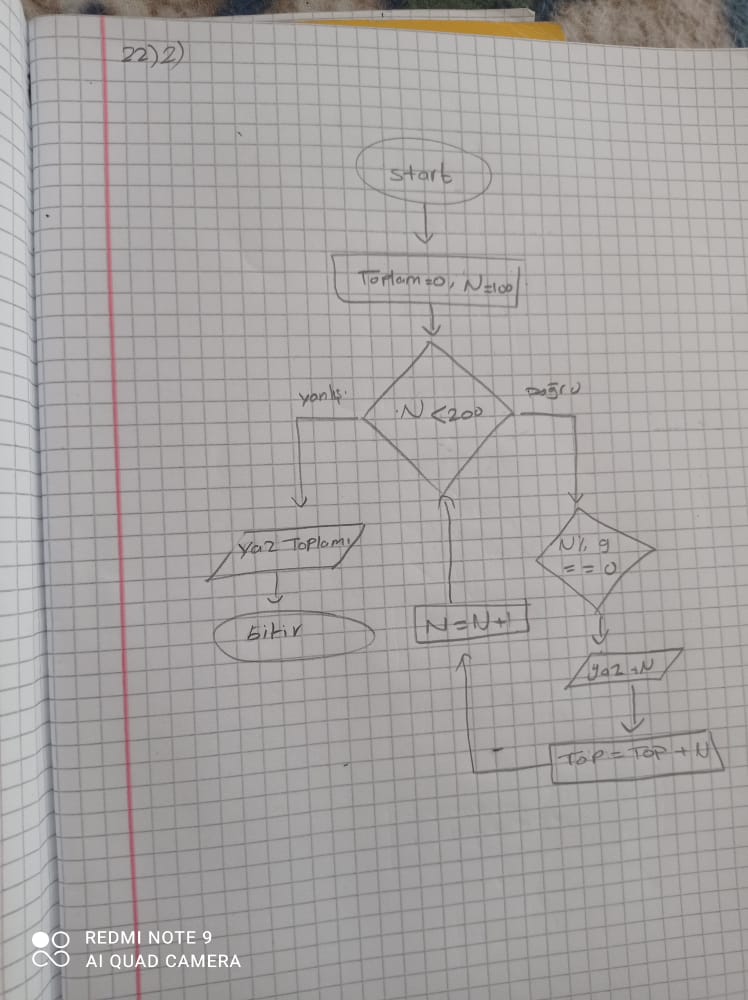 22)2)
start
Toplam=0, N=100
N<200
yanlış
Doğru
yaz Toplamı
bitir
N=N+1
N% 9
== 0
yaz N
Top = Top + N
REDMI NOTE 9
AI QUAD CAMERA